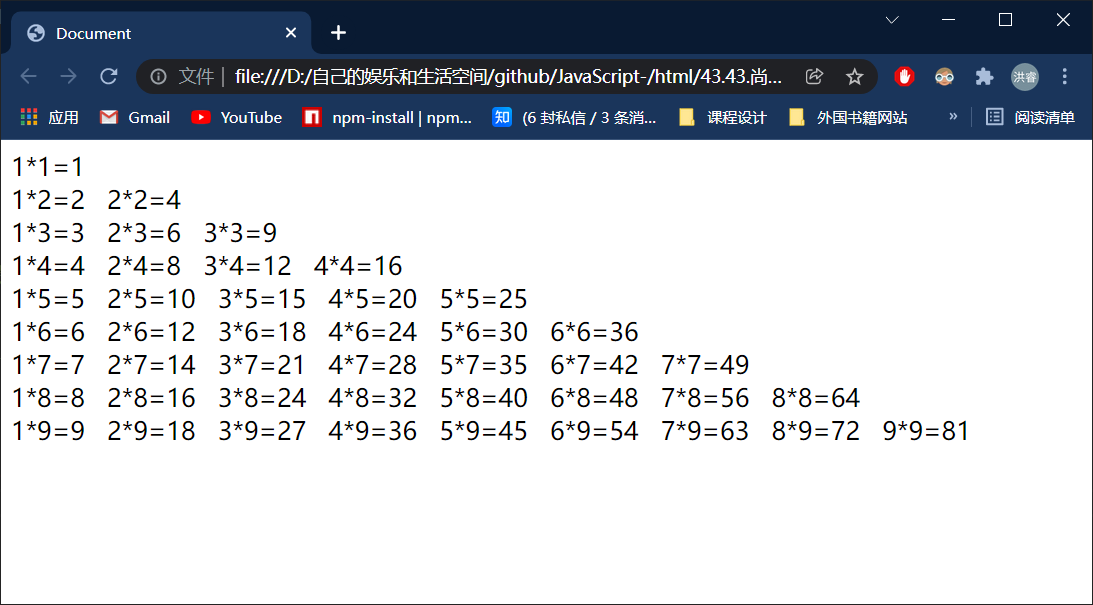 Document
文件 | file:///D:/自己的娱乐和生活空间/github/JavaScript-/html/43.43.尚... 洪睿
应用 Gmail YouTube npm-install | npm... 知 (6 封私信 / 3 条消... 课程设计 外国书籍网站 » 阅读清单
1*1=1
1*2=2 2*2=4
1*3=3 2*3=6 3*3=9
1*4=4 2*4=8 3*4=12 4*4=16
1*5=5 2*5=10 3*5=15 4*5=20 5*5=25
1*6=6 2*6=12 3*6=18 4*6=24 5*6=30 6*6=36
1*7=7 2*7=14 3*7=21 4*7=28 5*7=35 6*7=42 7*7=49
1*8=8 2*8=16 3*8=24 4*8=32 5*8=40 6*8=48 7*8=56 8*8=64
1*9=9 2*9=18 3*9=27 4*9=36 5*9=45 6*9=54 7*9=63 8*9=72 9*9=81